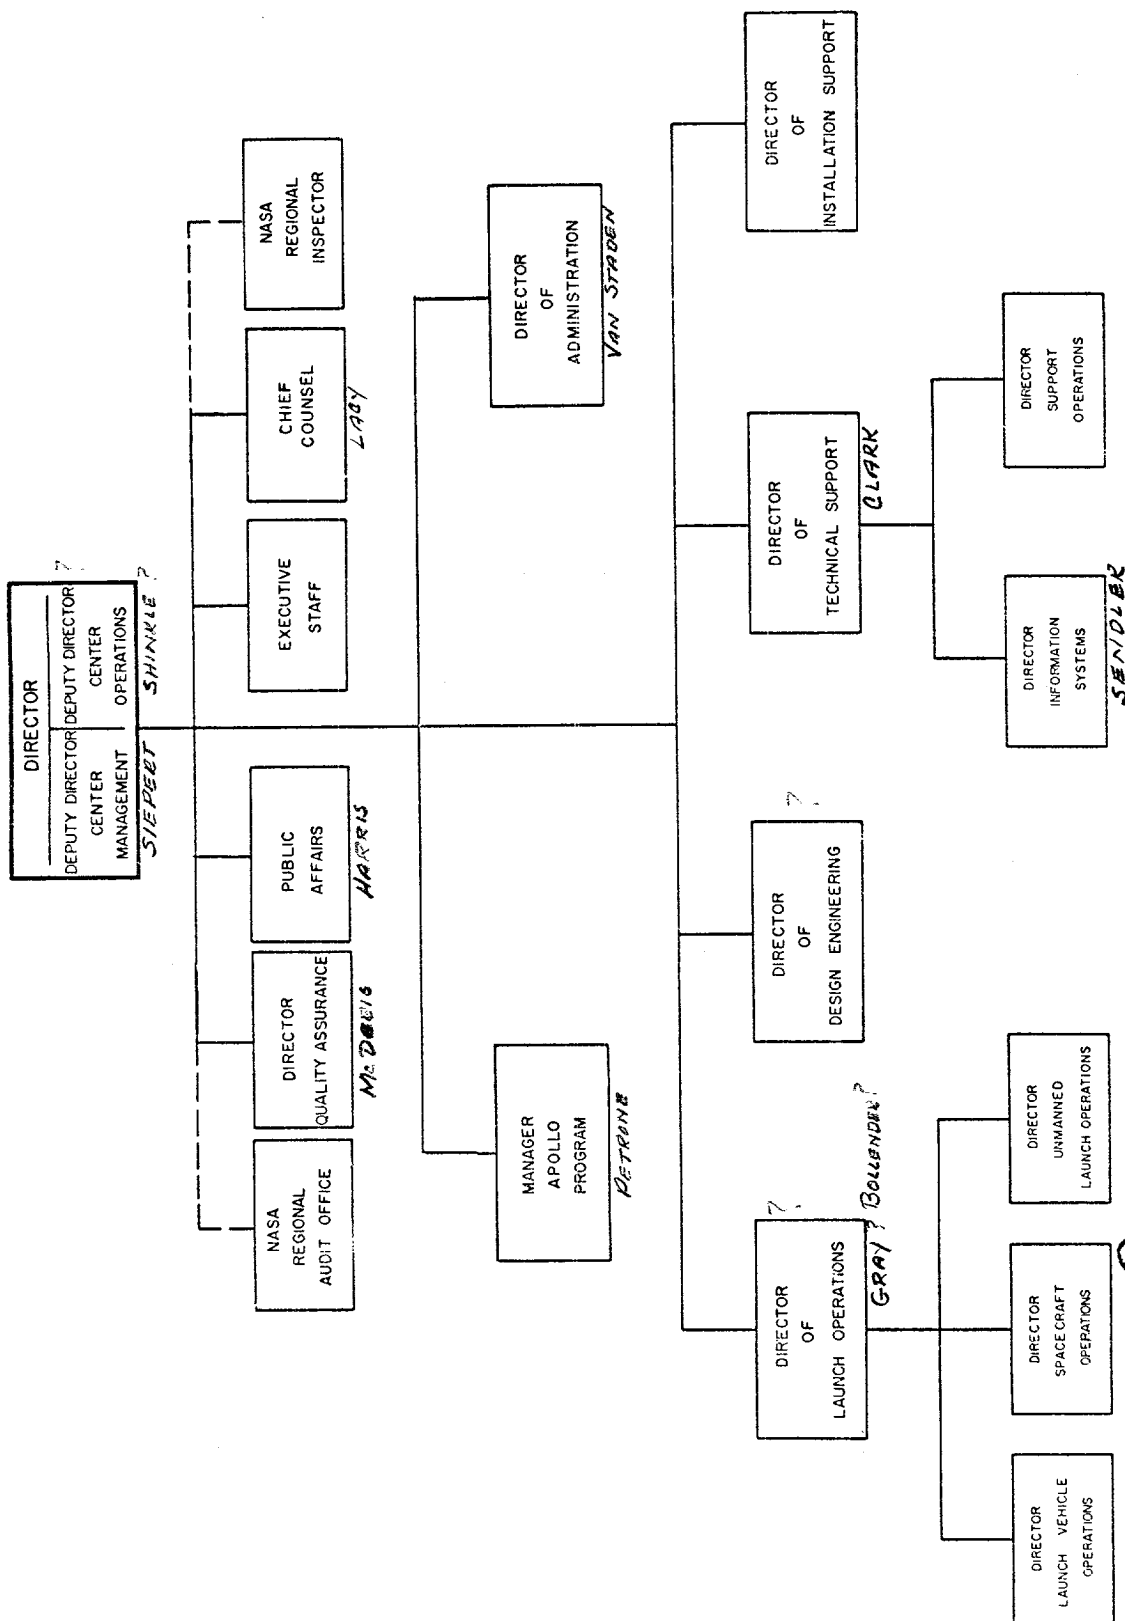 DIRECTOR
DEPUTY DIRECTOR
CENTER
MANAGEMENT
DEPUTY DIRECTOR
CENTER
OPERATIONS
?
SIEPERT
SHINKLE ?
NASA
REGIONAL
AUDIT OFFICE
DIRECTOR
QUALITY ASSURANCE
PUBLIC
AFFAIRS
HARRIS
EXECUTIVE
STAFF
CHIEF
COUNSEL
NASA
REGIONAL
INSPECTOR
MANAGER
APOLLO
PROGRAM
PETRONE
DIRECTOR
OF
ADMINISTRATION
VAN STADEN
DIRECTOR
OF
LAUNCH OPERATIONS
?
GRAY ? BOLLENDER?
DIRECTOR
OF
DESIGN ENGINEERING
?
DIRECTOR
OF
TECHNICAL SUPPORT
CLARK
DIRECTOR
OF
INSTALLATION SUPPORT
DIRECTOR
LAUNCH VEHICLE
OPERATIONS
DIRECTOR
SPACECRAFT
OPERATIONS
DIRECTOR
UNMANNED
LAUNCH OPERATIONS
DIRECTOR
INFORMATION
SYSTEMS
SENDLER
DIRECTOR
SUPPORT
OPERATIONS